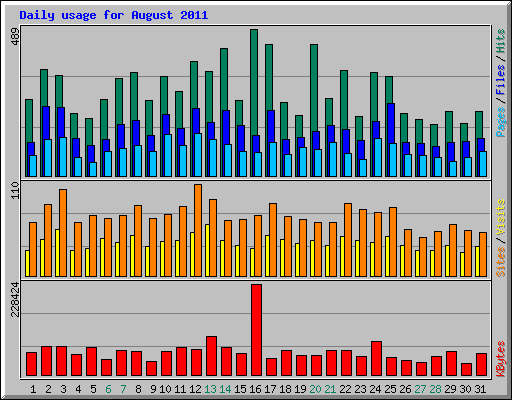 Daily usage for August 2011
489
Pages / Files / Hits
110
Sites / Visits
228424
KBytes
1 2 3 4 5 6 7 8 9 10 11 12 13 14 15 16 17 18 19 20 21 22 23 24 25 26 27 28 29 30 31